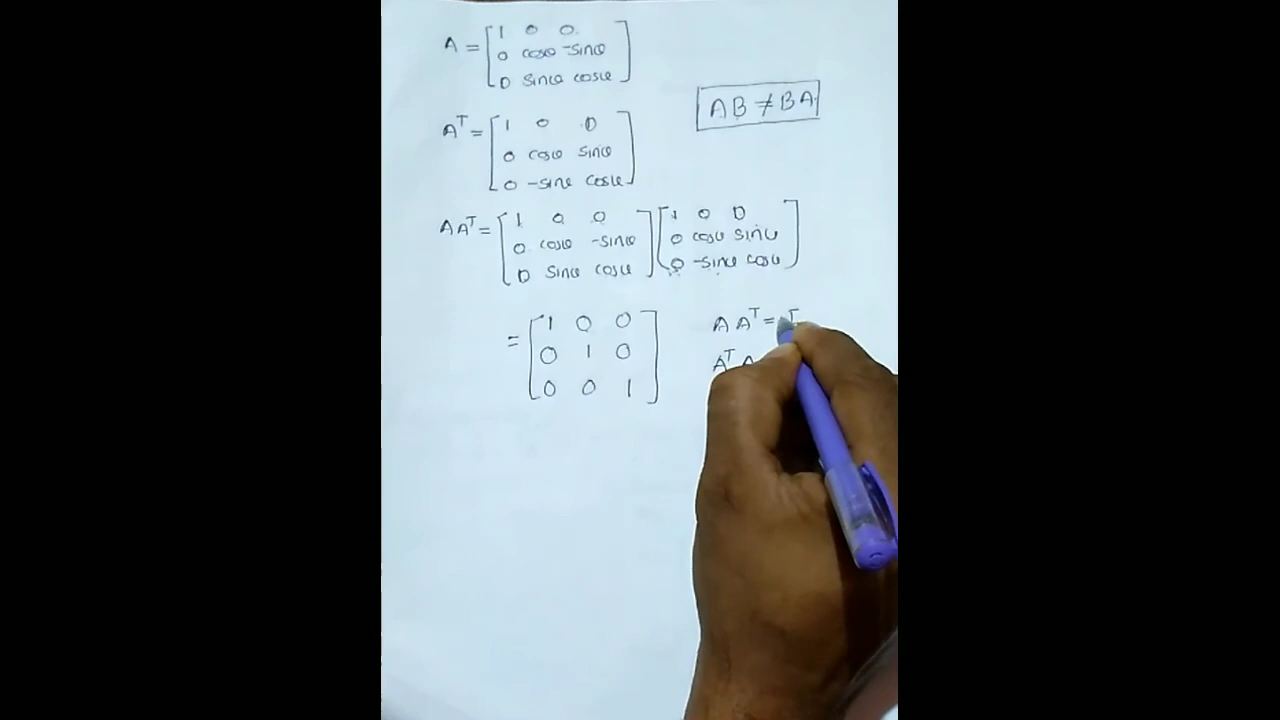 A = [ 1 0 0
0 cosθ -sinθ
0 sinθ cosθ ]
AB ≠ BA
Aᵀ = [ 1 0 0
0 cosθ sinθ
0 -sinθ cosθ ]
AAᵀ = [ 1 0 0 ] [ 1 0 0 ]
0 cosθ -sinθ 0 cosθ sinθ
0 sinθ cosθ 0 -sinθ cosθ
= [ 1 0 0
0 1 0
0 0 1 ]
A Aᵀ =
Aᵀ A